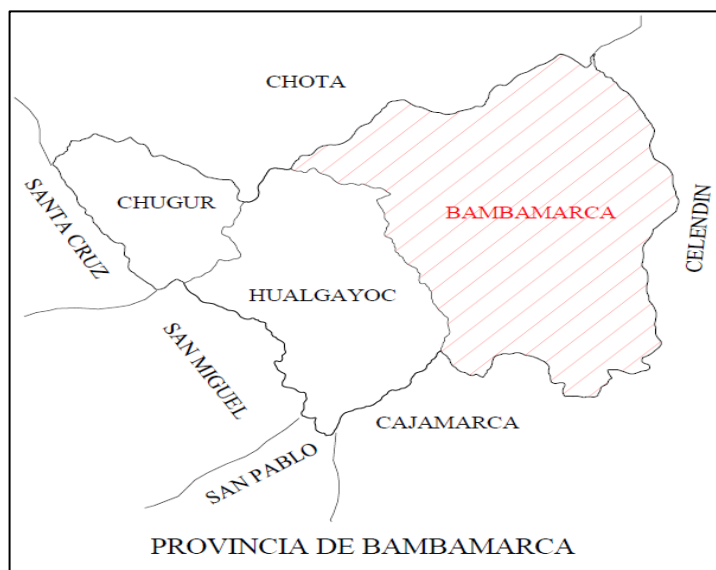 CHOTA
CHUGUR
BAMBAMARCA
SANTA CRUZ
CELENDIN
HUALGAYOC
SAN MIGUEL
CAJAMARCA
SAN PABLO
PROVINCIA DE BAMBAMARCA